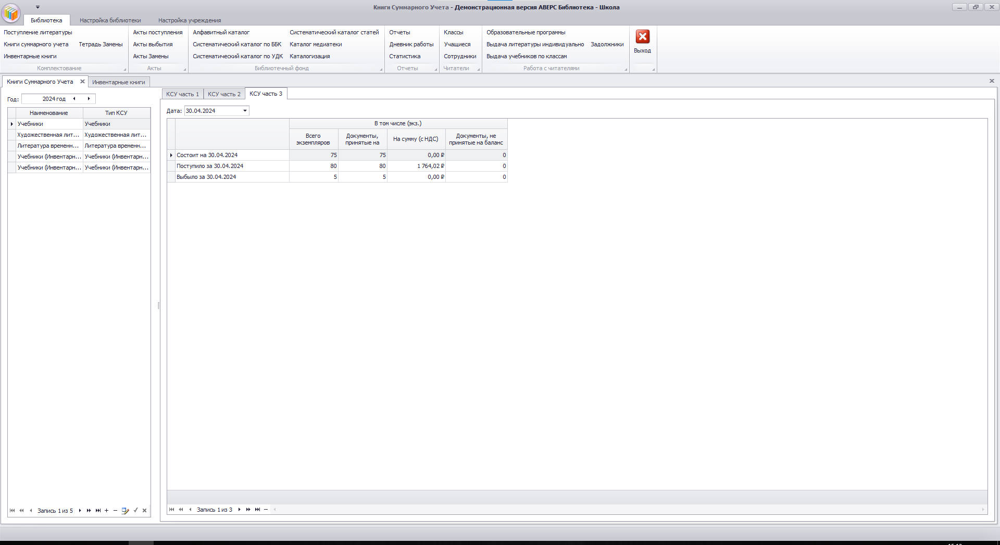 Книги Суммарного Учета - Демонстрационная версия АВЕРС Библиотека - Школа
Библиотека
Настройка библиотеки
Настройка учреждения
Поступление литературы
Книги суммарного учета
Тетрадь Замены
Инвентарные книги
Комплектование
Акты поступления
Акты выбытия
Акты Замены
Акты
Алфавитный каталог
Систематический каталог по ББК
Систематический каталог по УДК
Систематический каталог статей
Каталог медиатеки
Каталогизация
Библиотечный фонд
Отчеты
Дневник работы
Статистика
Отчеты
Классы
Учащиеся
Сотрудники
Читатели
Образовательные программы
Выдача литературы индивидуально
Задолжники
Выдача учебников по классам
Работа с читателями
Выход
Книги Суммарного Учета
Инвентарные книги
Год: 2024 год
Наименование Тип КСУ
Учебники Учебники
Художественная лит... Художественная лит...
Литература временн... Литература временн...
Учебники (Инвентарн... Учебники (Инвентарн...
Учебники (Инвентарн... Учебники (Инвентарн...
Запись 1 из 5
КСУ часть 1
КСУ часть 2
КСУ часть 3
Дата: 30.04.2024
В том числе (экз.)
Всего
экземпляров
Документы,
принятые на
На сумму (с НДС)
Документы, не
принятые на баланс
Состоит на 30.04.2024 75 75 0,00 ₽ 0
Поступило за 30.04.2024 80 80 1 764,02 ₽ 0
Выбыло за 30.04.2024 5 5 0,00 ₽ 0
Запись 1 из 3